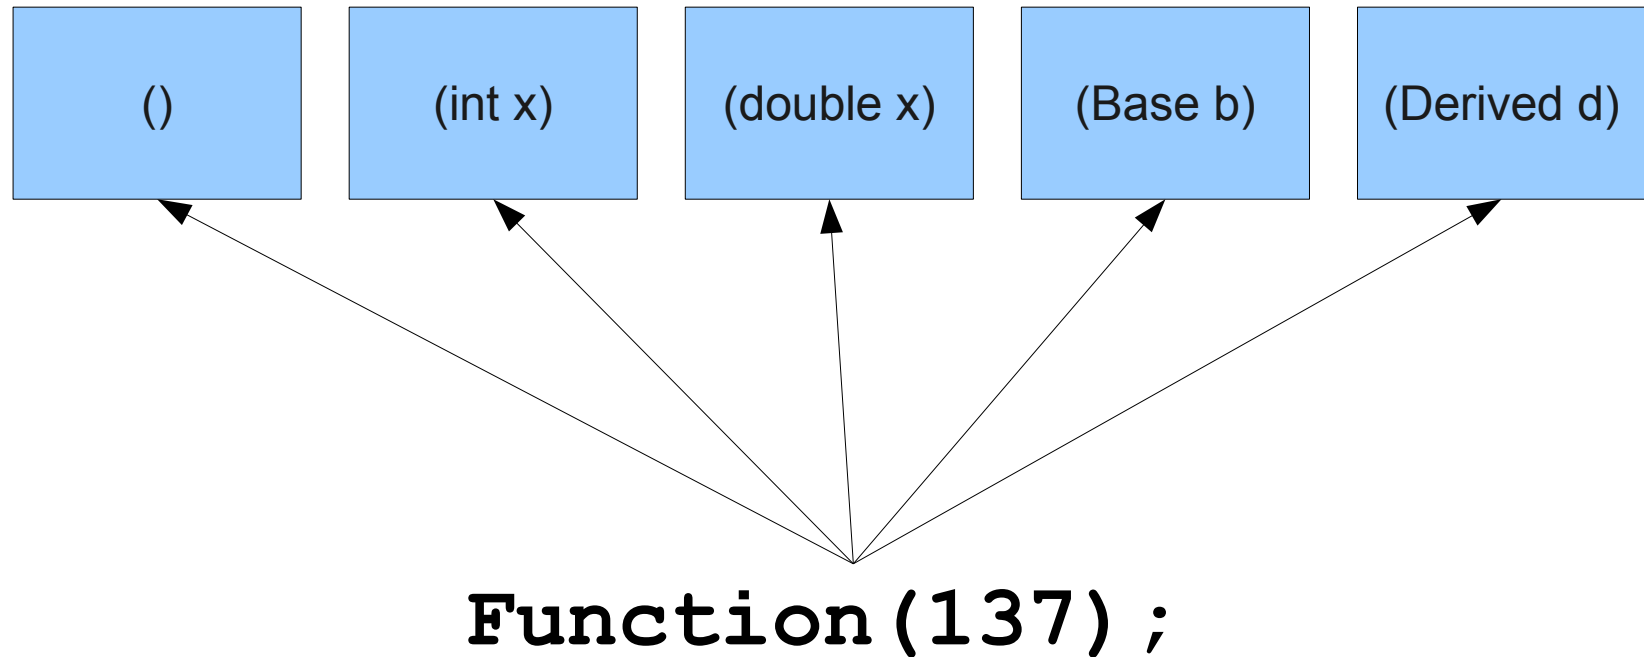 ()
(int x)
(double x)
(Base b)
(Derived d)
Function(137);